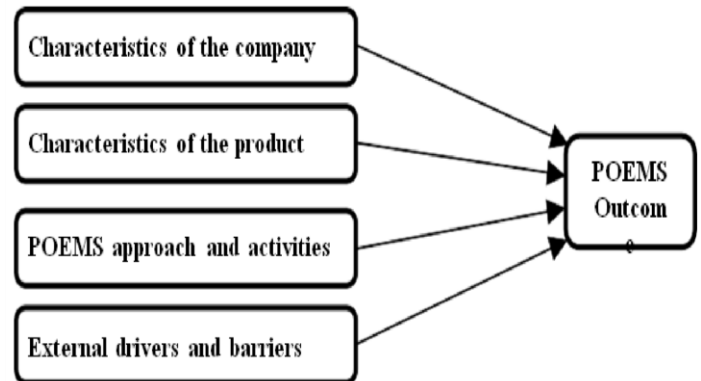 Characteristics of the company
Characteristics of the product
POEMS approach and activities
External drivers and barriers
POEMS
Outcom
e